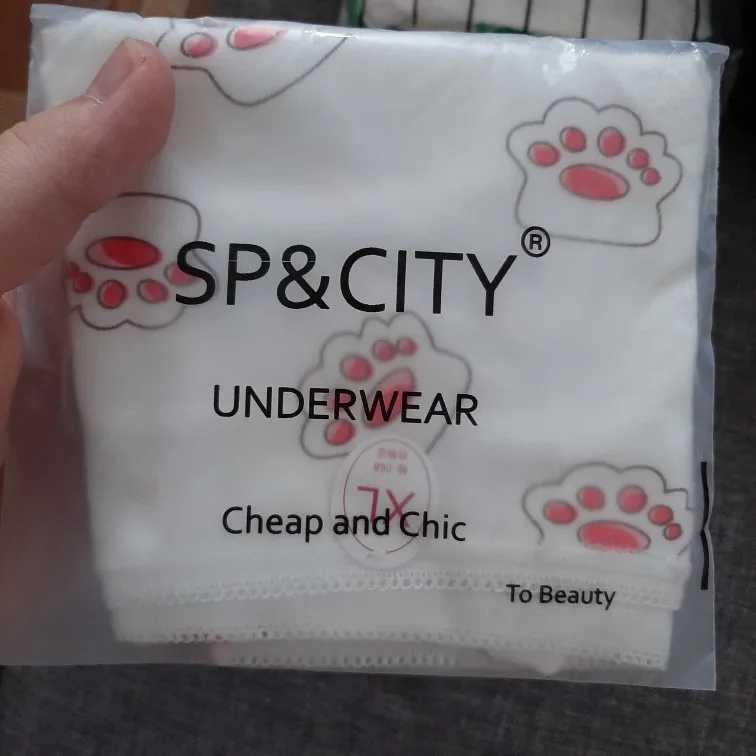 SP&CITY®
UNDERWEAR
XL
Cheap and Chic
To Beauty